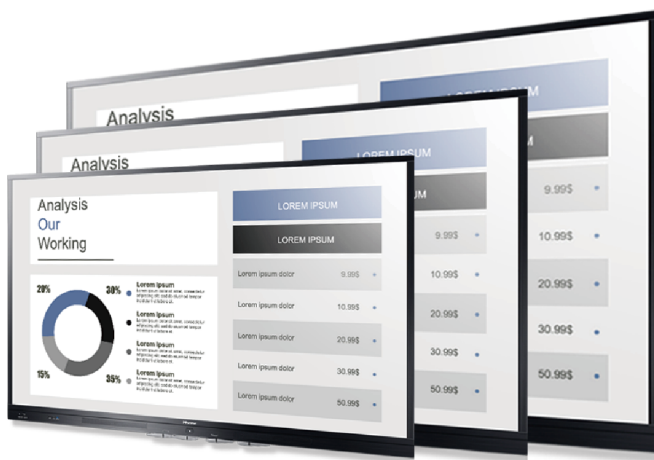 Analysis
LOREM IPSUM
9.99$
10.99$
20.99$
30.99$
50.99$
Analysis
LOREM IPSUM
9.99$
10.99$
20.99$
30.99$
50.99$
Analysis
Our
Working
LOREM IPSUM
LOREM IPSUM
Lorem ipsum dolor 9.99$
Lorem ipsum dolor 10.99$
Lorem ipsum dolor 20.99$
Lorem ipsum dolor 30.99$
Lorem ipsum dolor 50.99$
20%
30%
15%
35%
Lorem Ipsum
Lorem Ipsum
Lorem Ipsum
Lorem Ipsum
Hisense